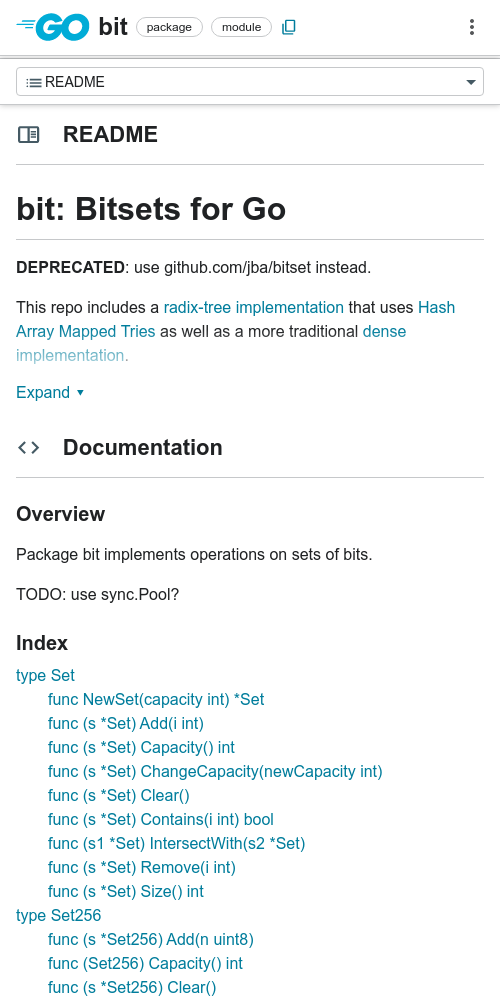 GO bit package module
README
README
bit: Bitsets for Go
DEPRECATED: use github.com/jba/bitset instead.
This repo includes a radix-tree implementation that uses Hash
Array Mapped Tries as well as a more traditional dense
implementation.
Expand ▾
<> Documentation
Overview
Package bit implements operations on sets of bits.
TODO: use sync.Pool?
Index
type Set
func NewSet(capacity int) *Set
func (s *Set) Add(i int)
func (s *Set) Capacity() int
func (s *Set) ChangeCapacity(newCapacity int)
func (s *Set) Clear()
func (s *Set) Contains(i int) bool
func (s1 *Set) IntersectWith(s2 *Set)
func (s *Set) Remove(i int)
func (s *Set) Size() int
type Set256
func (s *Set256) Add(n uint8)
func (Set256) Capacity() int
func (s *Set256) Clear()